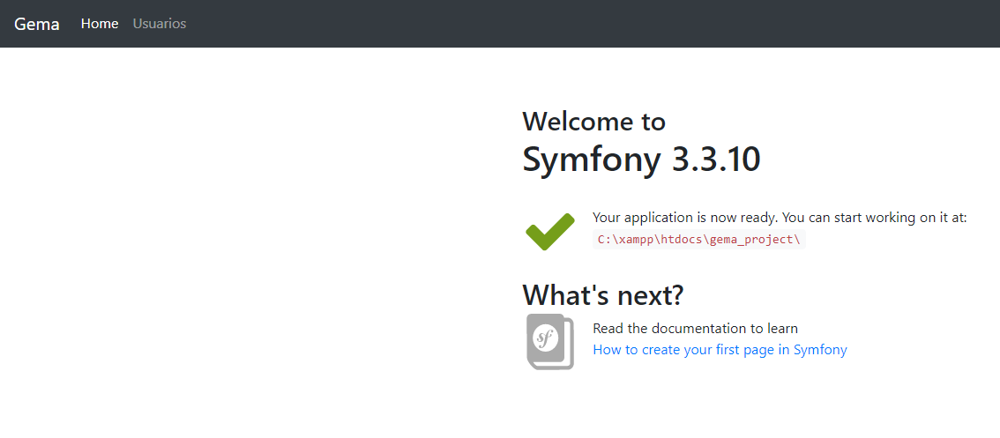 Gema Home Usuarios
Welcome to
Symfony 3.3.10
Your application is now ready. You can start working on it at:
C:\xampp\htdocs\gema_project\
What's next?
sf
Read the documentation to learn
How to create your first page in Symfony